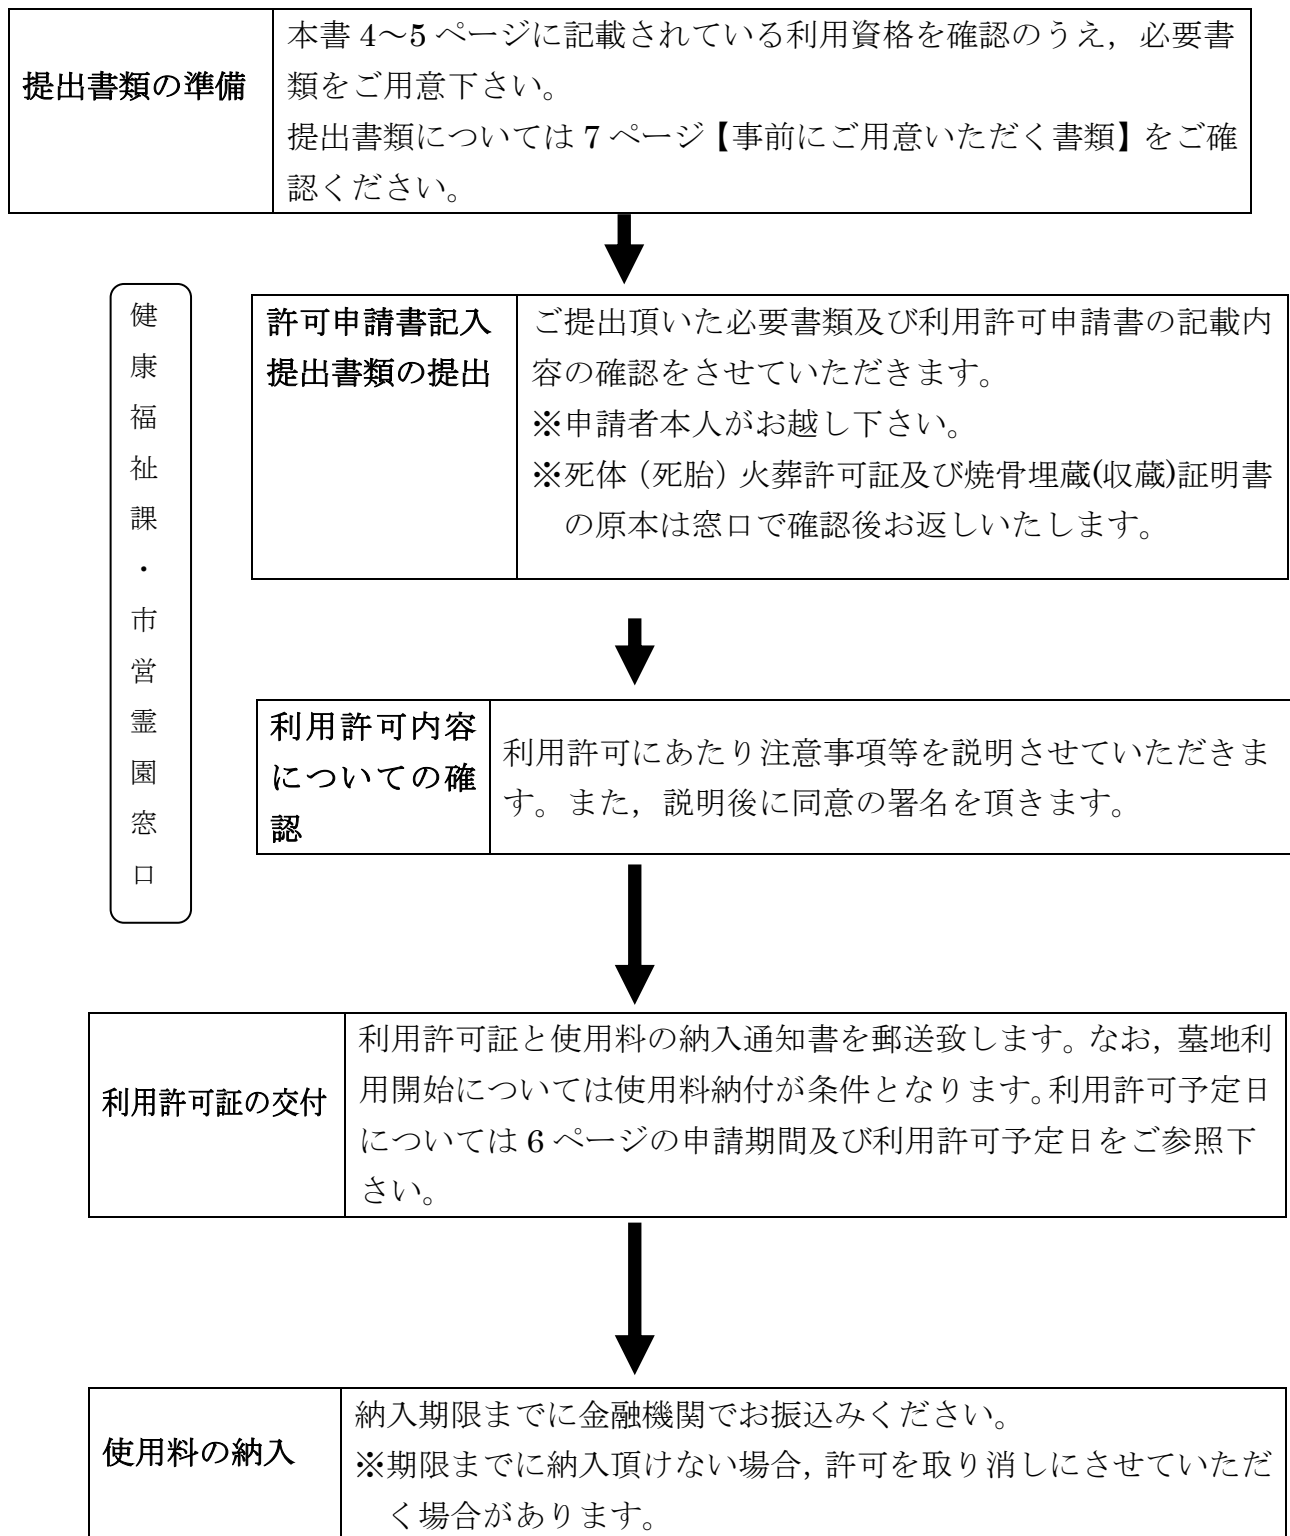 提出書類の準備
本書 4～5 ページに記載されている利用資格を確認のうえ，必要書
類をご用意下さい。
提出書類については 7 ページ【事前にご用意いただく書類】をご確
認ください。
健康福祉課・市営霊園窓口
許可申請書記入
提出書類の提出
ご提出頂いた必要書類及び利用許可申請書の記載内
容の確認をさせていただきます。
※申請者本人がお越し下さい。
※死体（死胎）火葬許可証及び焼骨埋蔵(収蔵)証明書
の原本は窓口で確認後お返しいたします。
利用許可内容
についての確
認
利用許可にあたり注意事項等を説明させていただきま
す。また，説明後に同意の署名を頂きます。
利用許可証の交付
利用許可証と使用料の納入通知書を郵送致します。なお，墓地利
用開始については使用料納付が条件となります。利用許可予定日
については 6 ページの申請期間及び利用許可予定日をご参照下
さい。
使用料の納入
納入期限までに金融機関でお振込みください。
※期限までに納入頂けない場合，許可を取り消しにさせていただ
く場合があります。